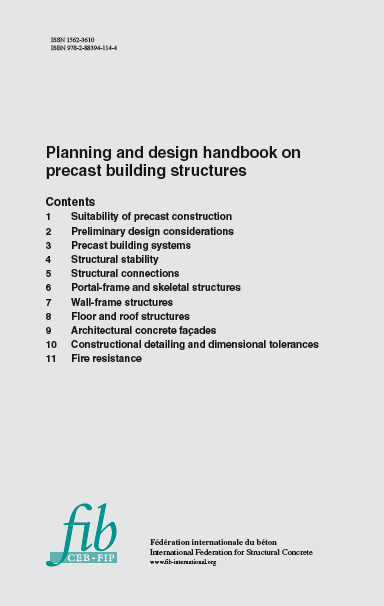 ISSN 1562-3610
ISBN 978-2-88394-114-4
Planning and design handbook on
precast building structures
Contents
1 Suitability of precast construction
2 Preliminary design considerations
3 Precast building systems
4 Structural stability
5 Structural connections
6 Portal-frame and skeletal structures
7 Wall-frame structures
8 Floor and roof structures
9 Architectural concrete façades
10 Constructional detailing and dimensional tolerances
11 Fire resistance
fib
CEB-FIP
Fédération internationale du béton
International Federation for Structural Concrete
www.fib-international.org